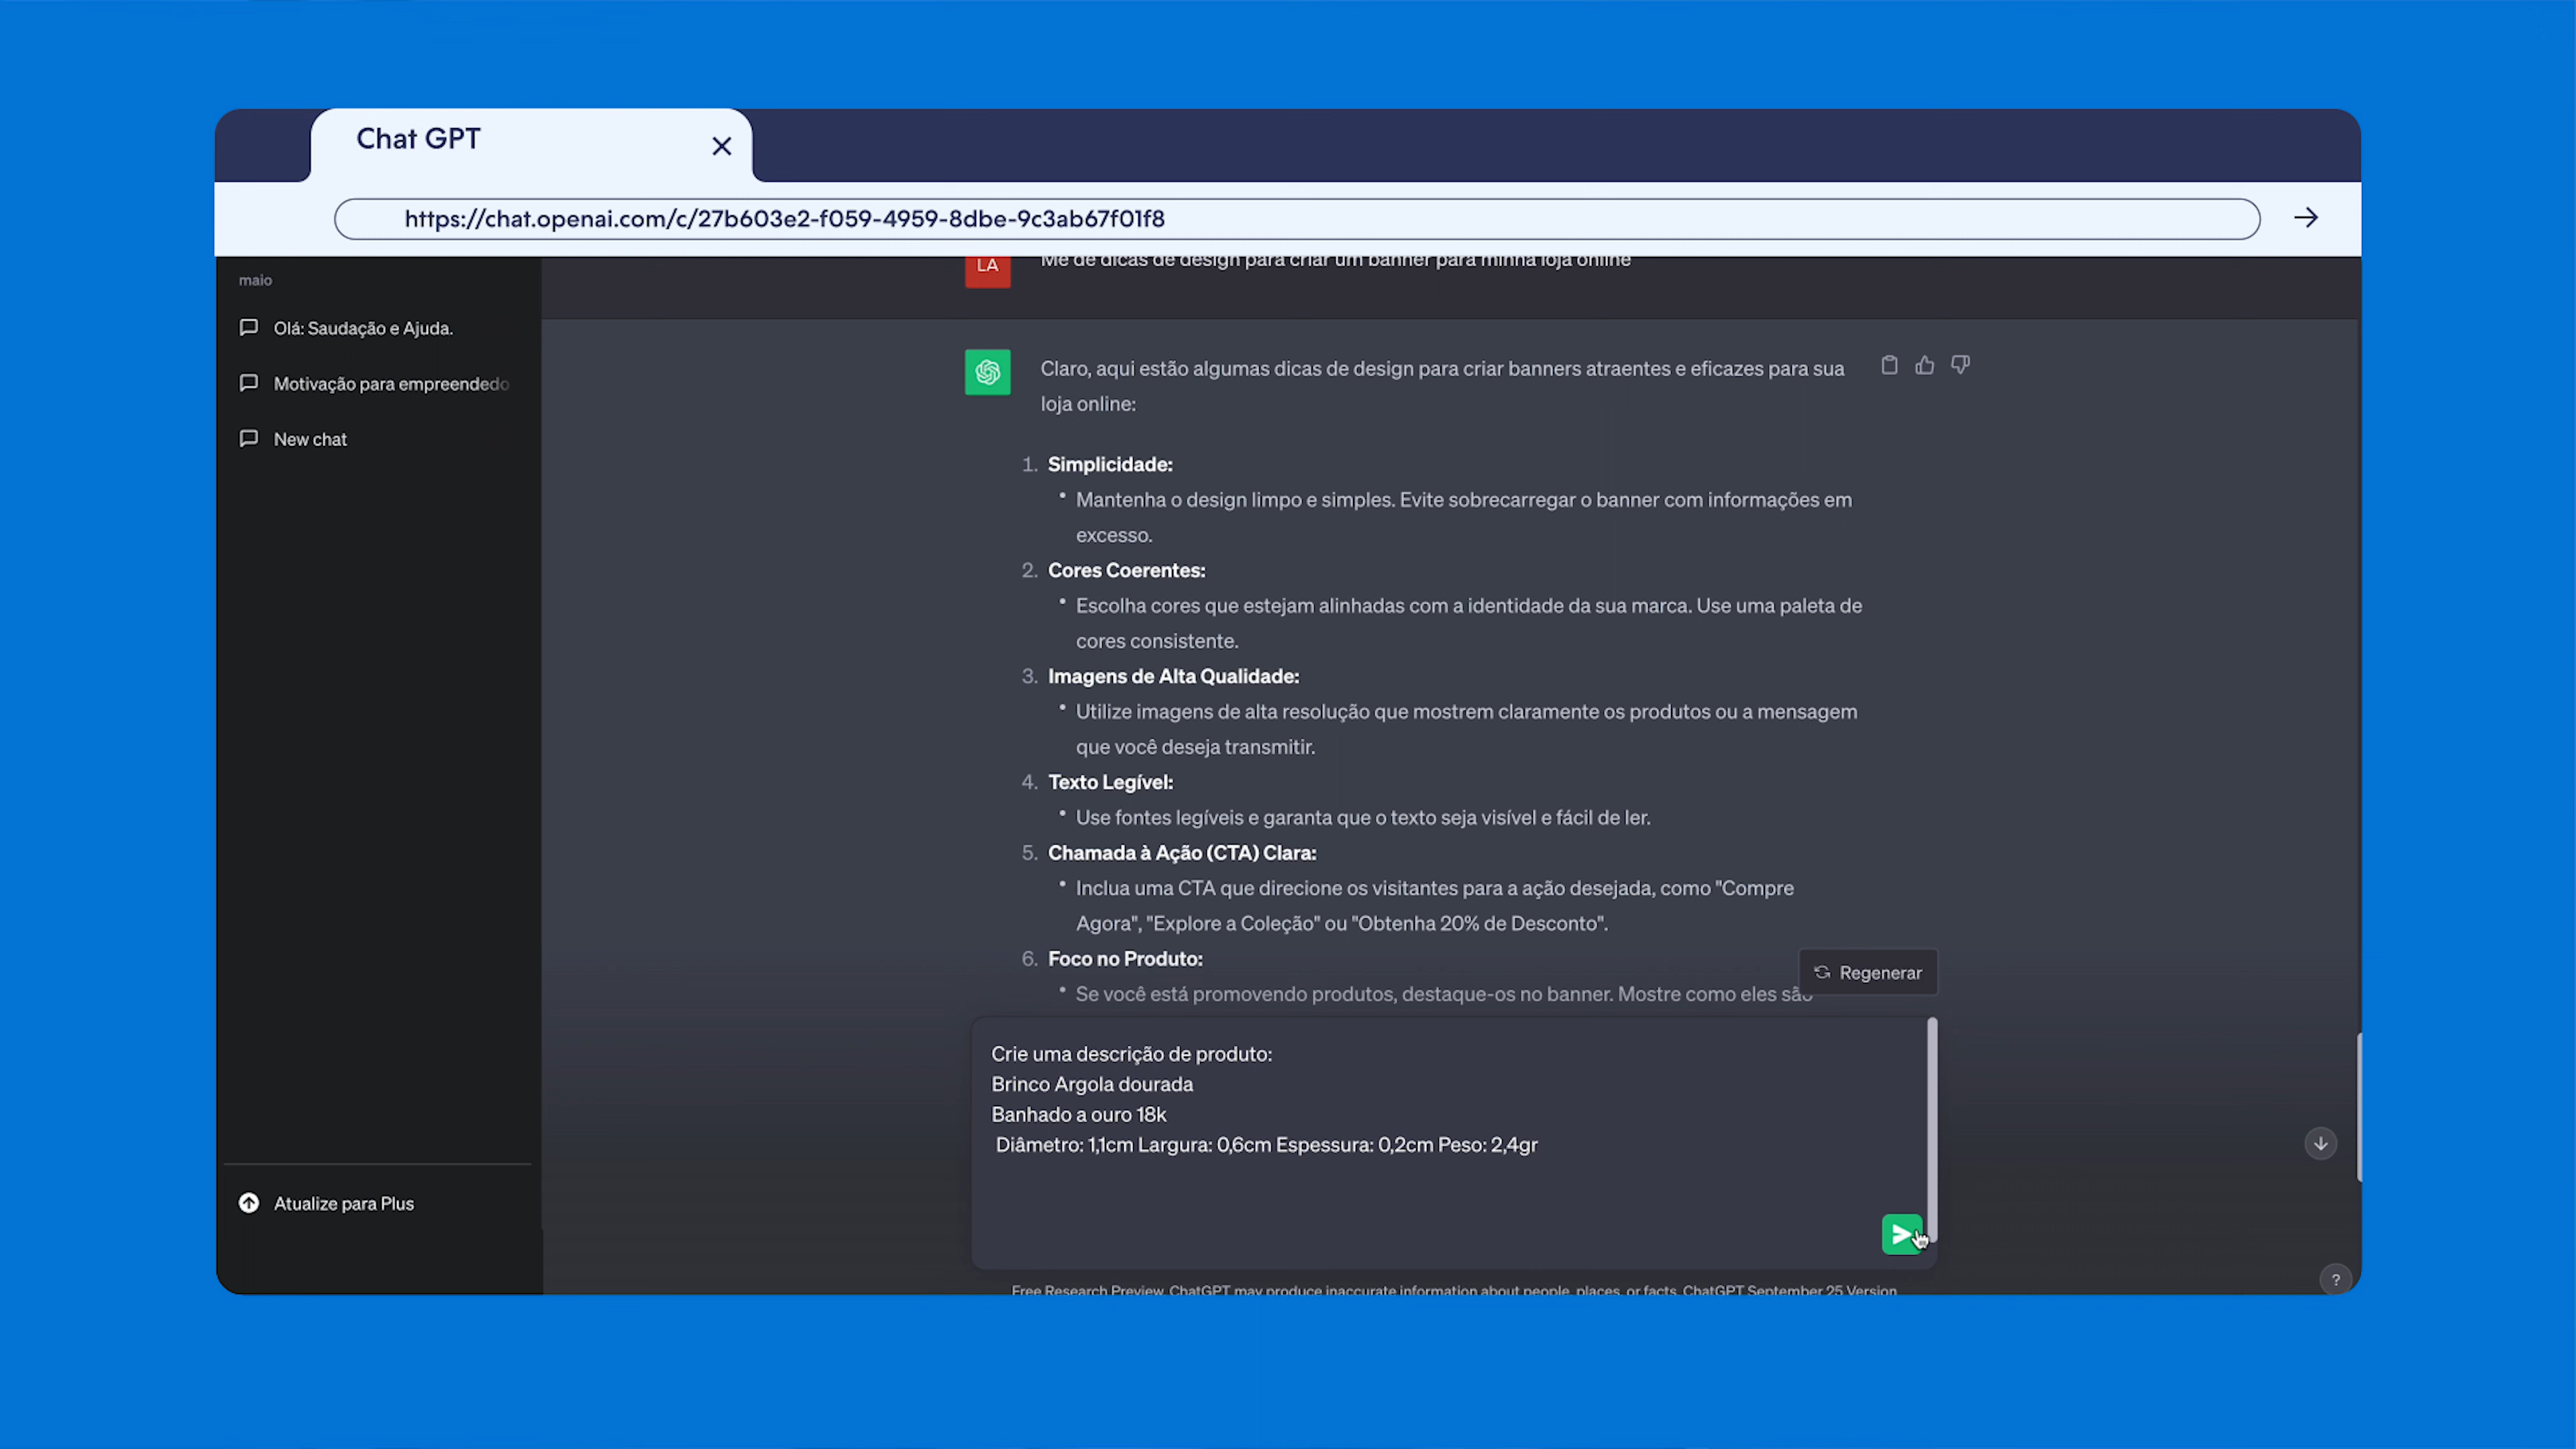 Chat GPT
https://chat.openai.com/c/27b603e2-f059-4959-8dbe-9c3ab67f01f8
maio
Olá: Saudação e Ajuda.
Motivação para empreendedo
New chat
Atualize para Plus
LA
Me de dicas de design para criar um banner para minha loja online
Claro, aqui estão algumas dicas de design para criar banners atraentes e eficazes para sua
loja online:
1. Simplicidade:
• Mantenha o design limpo e simples. Evite sobrecarregar o banner com informações em
excesso.
2. Cores Coerentes:
• Escolha cores que estejam alinhadas com a identidade da sua marca. Use uma paleta de
cores consistente.
3. Imagens de Alta Qualidade:
• Utilize imagens de alta resolução que mostrem claramente os produtos ou a mensagem
que você deseja transmitir.
4. Texto Legível:
• Use fontes legíveis e garanta que o texto seja visível e fácil de ler.
5. Chamada à Ação (CTA) Clara:
• Inclua uma CTA que direcione os visitantes para a ação desejada, como "Compre
Agora", "Explore a Coleção" ou "Obtenha 20% de Desconto".
6. Foco no Produto:
• Se você está promovendo produtos, destaque-os no banner. Mostre como eles são
Regenerar
Crie uma descrição de produto:
Brinco Argola dourada
Banhado a ouro 18k
Diâmetro: 1,1cm Largura: 0,6cm Espessura: 0,2cm Peso: 2,4gr
Free Research Preview. ChatGPT may produce inaccurate information about people, places, or facts. ChatGPT September 25 Version
?